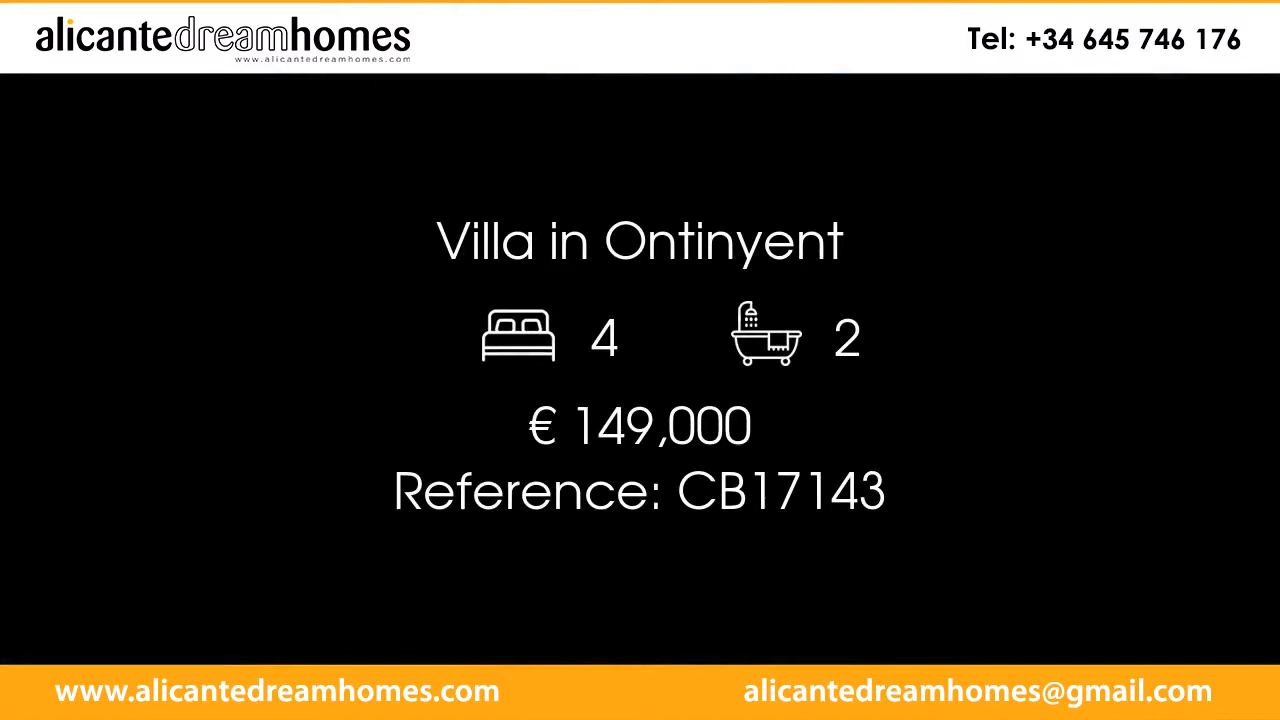 alicantedreamhomes
www.alicantedreamhomes.com
Tel: +34 645 746 176
Villa in Ontinyent
4 2
€ 149,000
Reference: CB17143
www.alicantedreamhomes.com
alicantedreamhomes@gmail.com